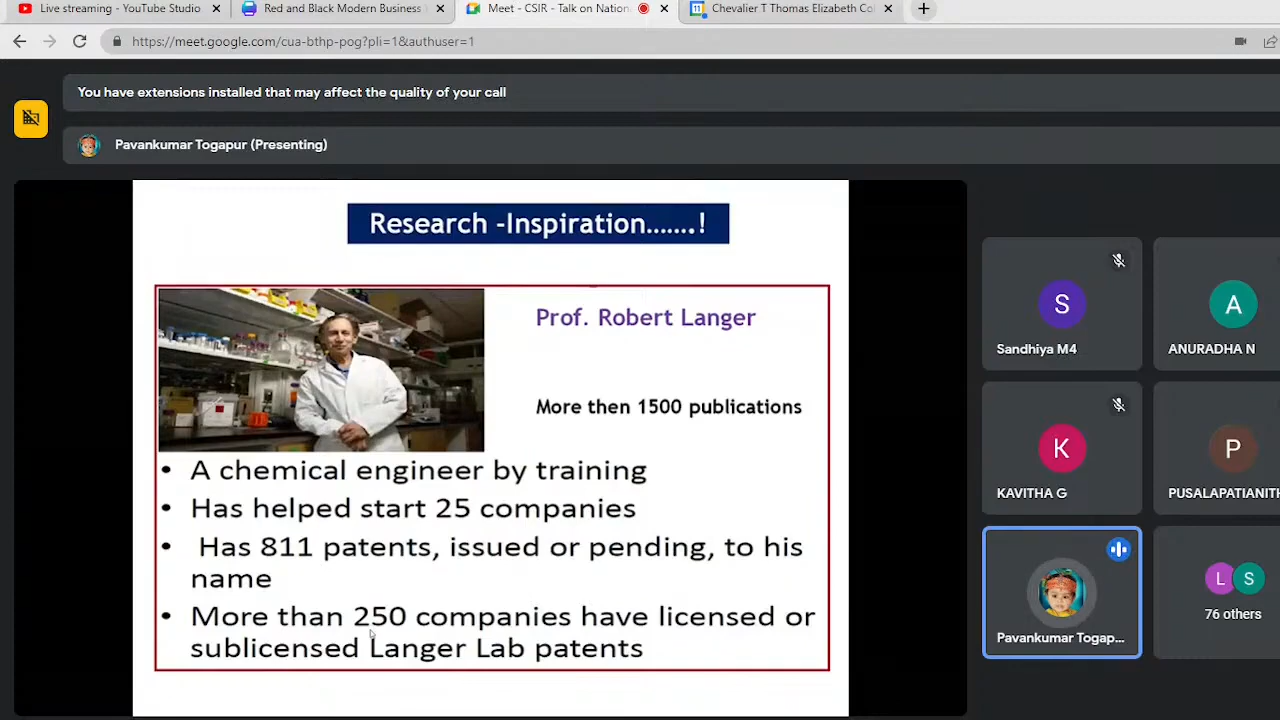 Live streaming - YouTube Studio
Red and Black Modern Business
Meet - CSIR - Talk on Nation
Chevalier T Thomas Elizabeth Col
https://meet.google.com/cua-bthp-pog?pli=1&authuser=1
You have extensions installed that may affect the quality of your call
Pavankumar Togapur (Presenting)
Research -Inspiration.......!
Prof. Robert Langer
More then 1500 publications
• A chemical engineer by training
• Has helped start 25 companies
• Has 811 patents, issued or pending, to his
name
• More than 250 companies have licensed or
sublicensed Langer Lab patents
S
Sandhiya M4
A
ANURADHA N
K
KAVITHA G
P
PUSALAPATIANITH
Pavankumar Togap...
L S
76 others